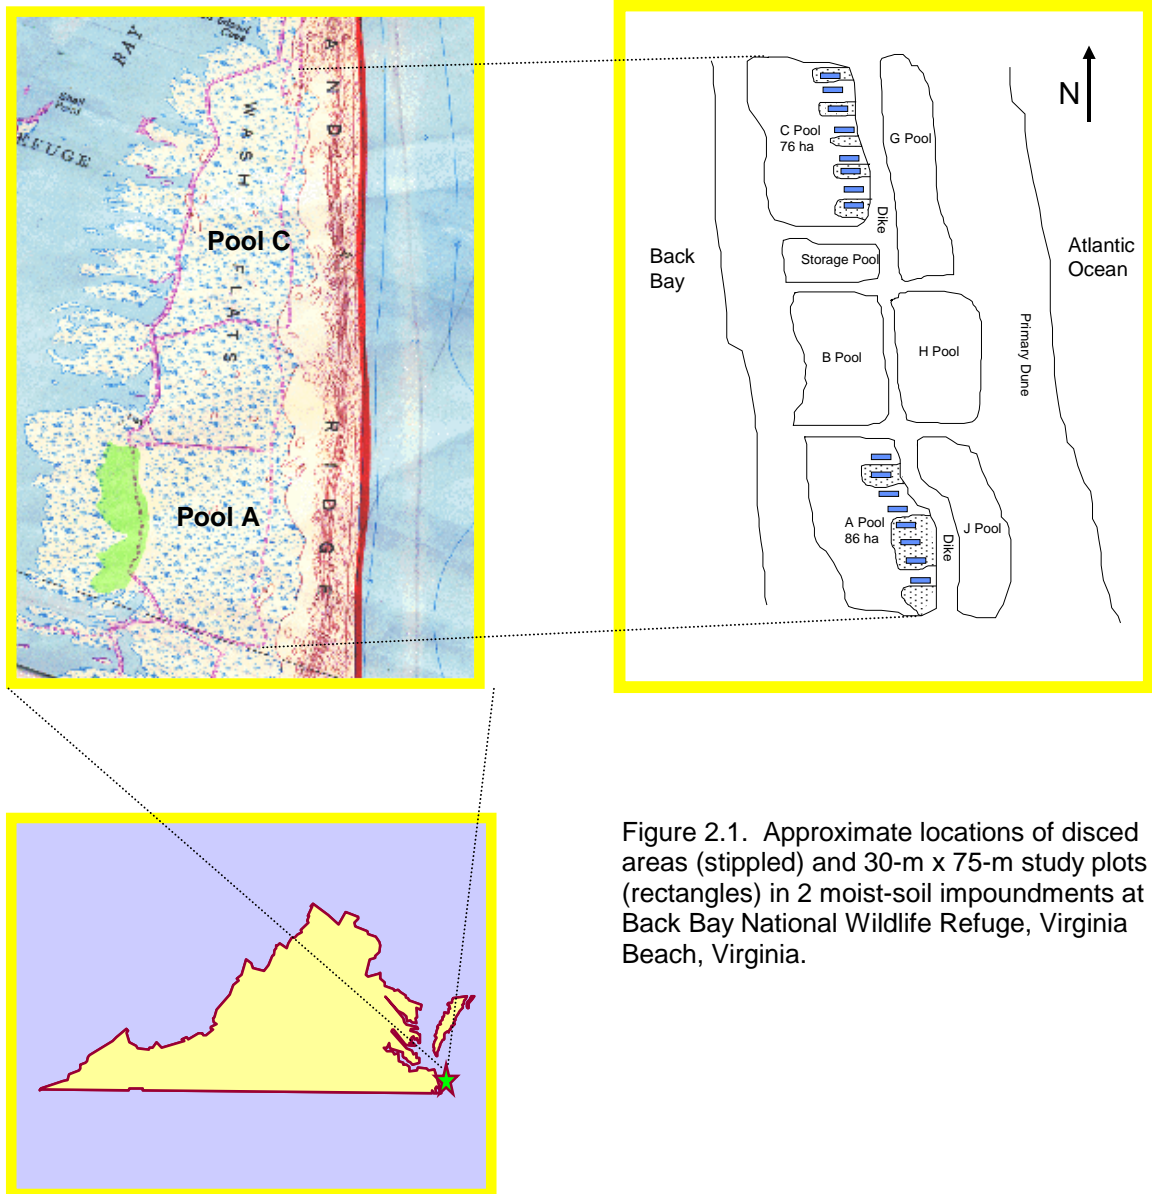 BAY
Shell
Point
REFUGE
Cove
WASH FLATS
SAND RIDGE
Pool C
Pool A
N
C Pool
76 ha
G Pool
Dike
Storage Pool
Back
Bay
Atlantic
Ocean
B Pool
H Pool
Primary Dune
A Pool
86 ha
Dike
J Pool
Figure 2.1. Approximate locations of disced
areas (stippled) and 30-m x 75-m study plots
(rectangles) in 2 moist-soil impoundments at
Back Bay National Wildlife Refuge, Virginia
Beach, Virginia.